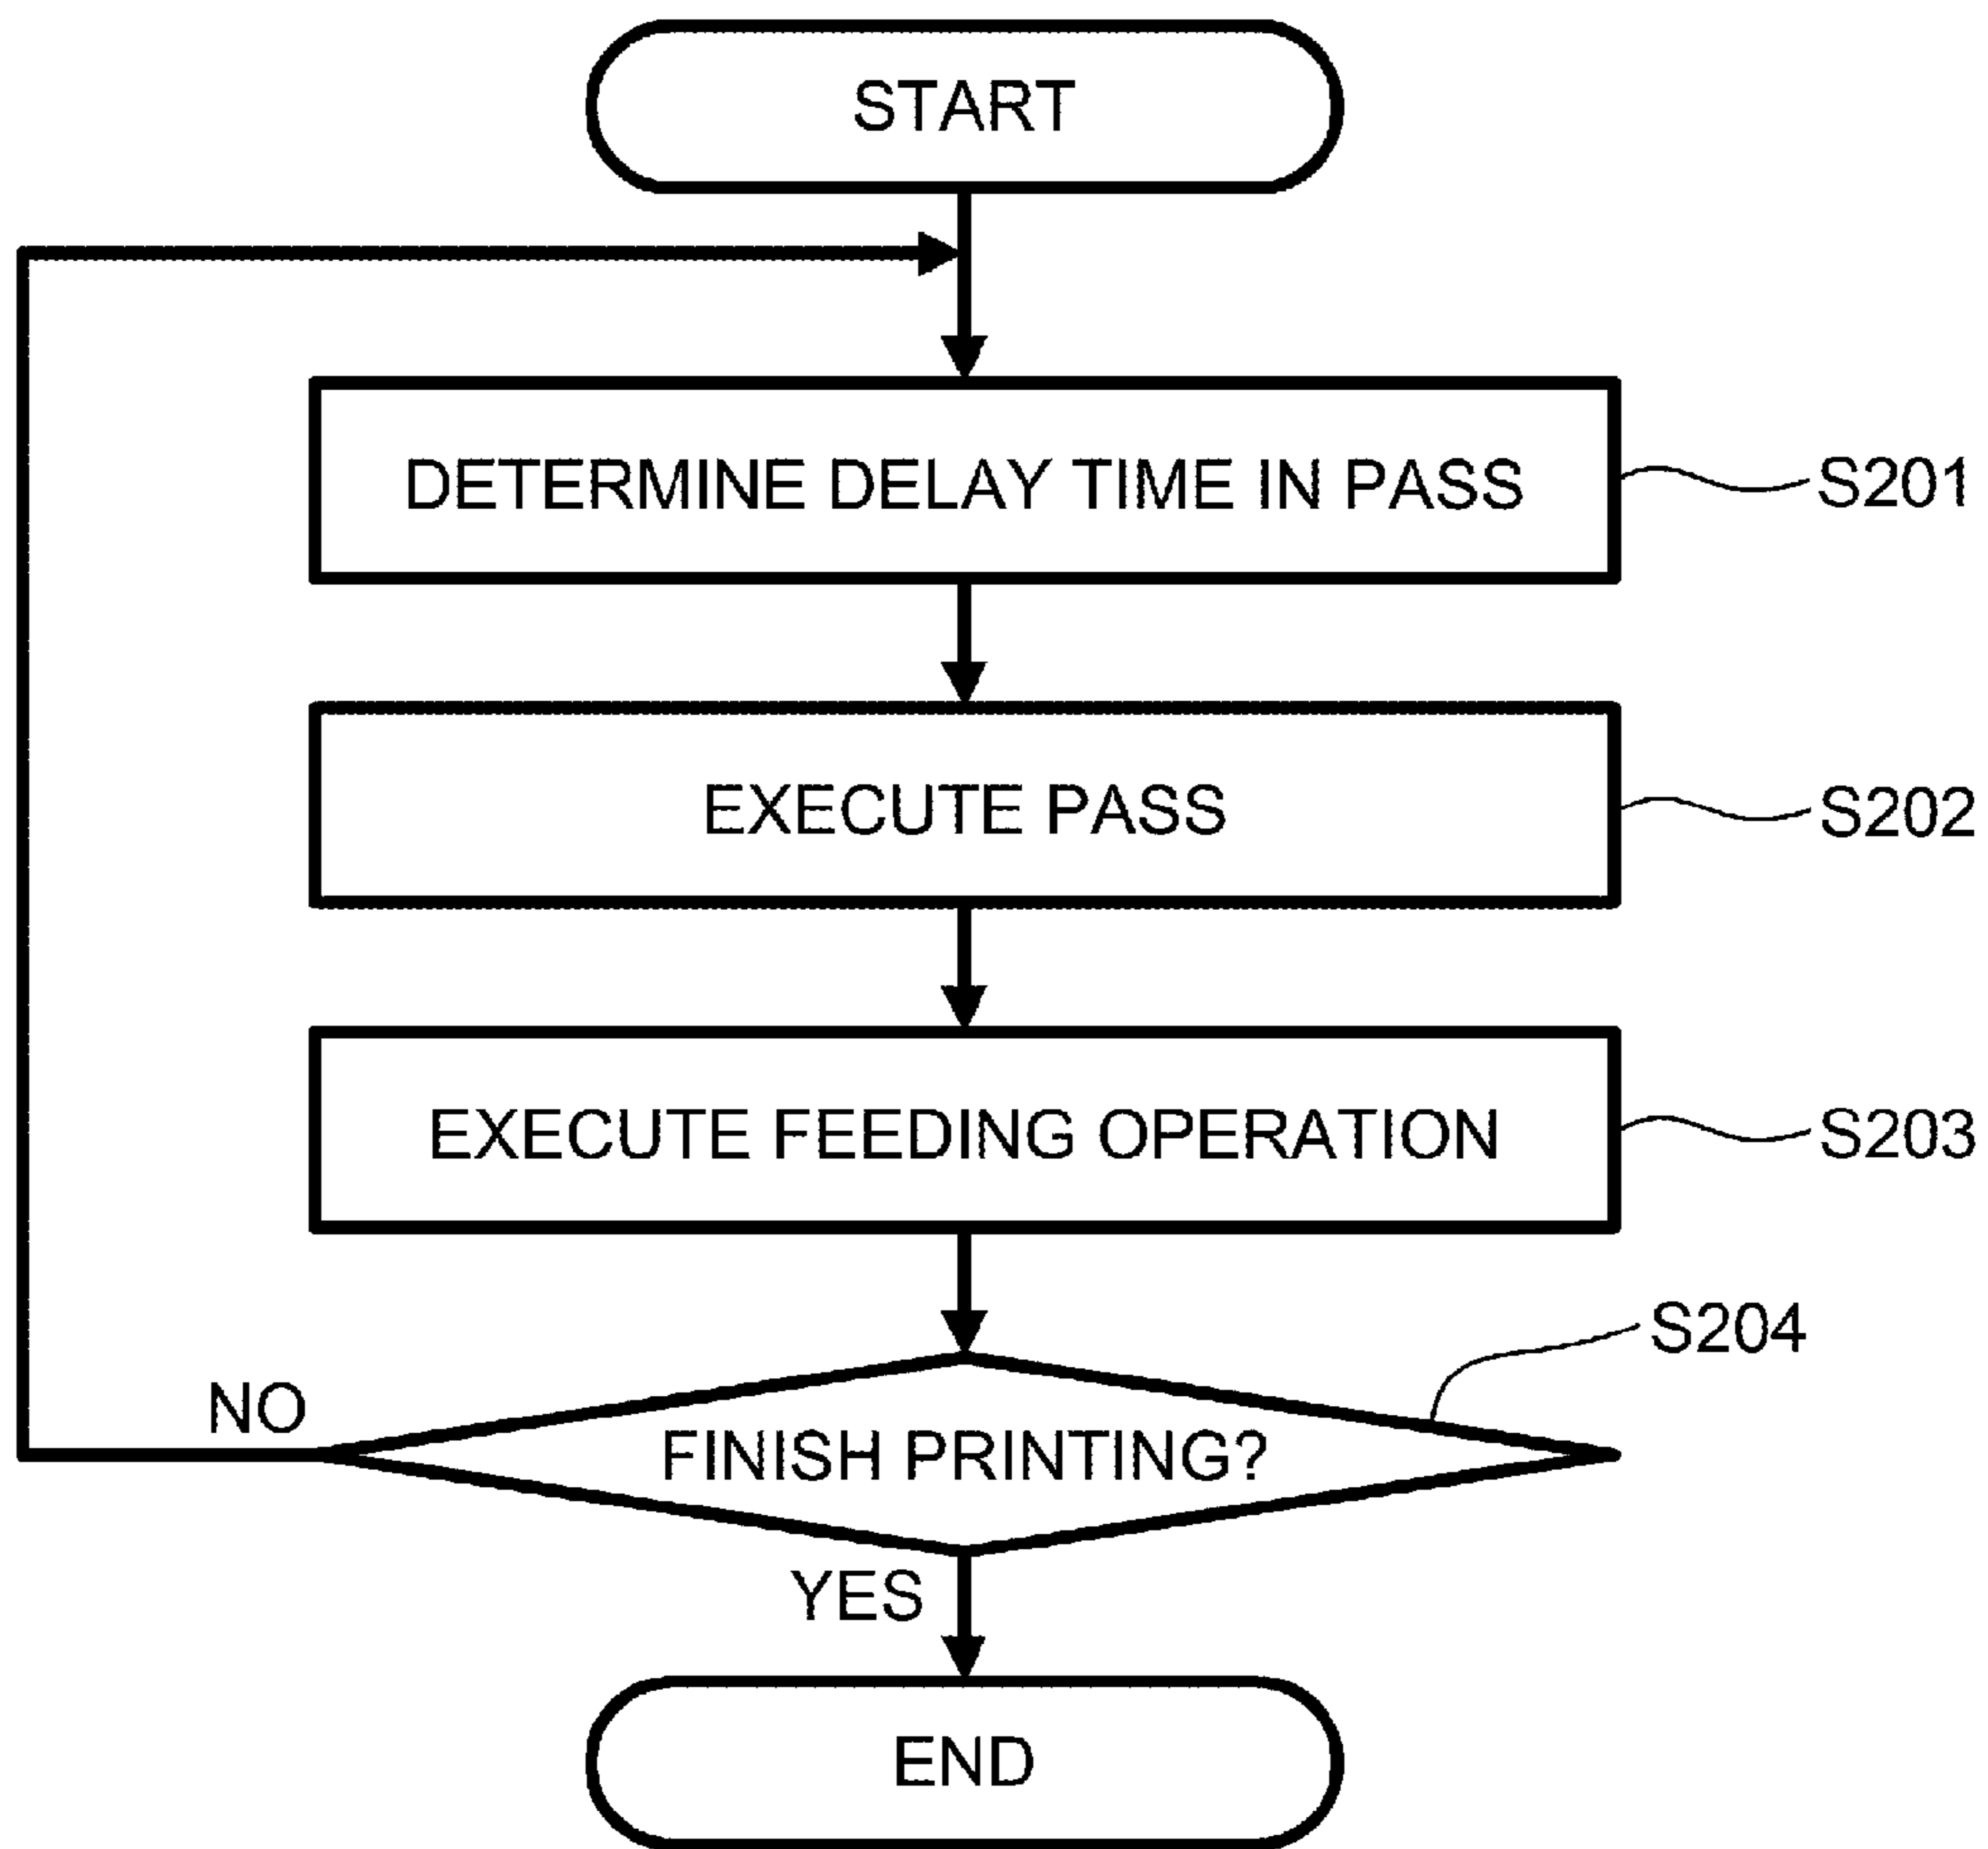 START
DETERMINE DELAY TIME IN PASS
S201
EXECUTE PASS
S202
EXECUTE FEEDING OPERATION
S203
S204
NO
FINISH PRINTING?
YES
END